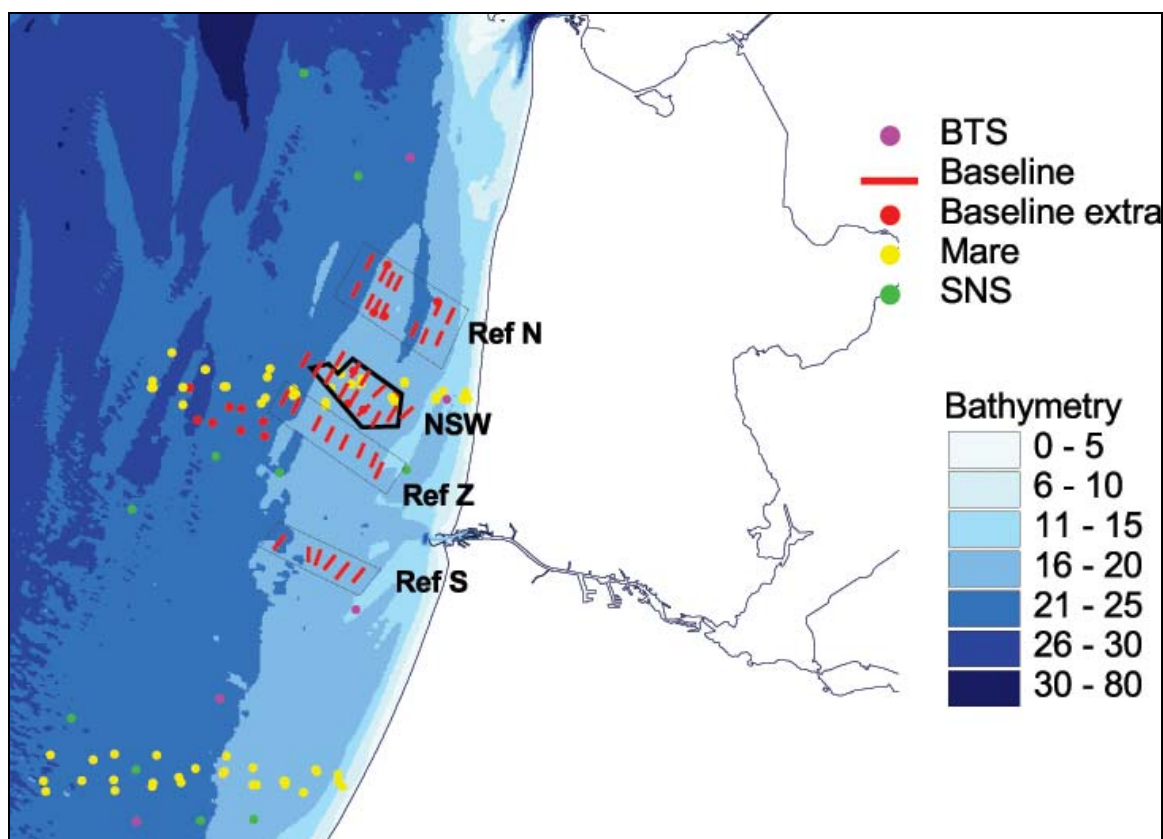 BTS
Baseline
Baseline extra
Mare
SNS
Ref N
NSW
Ref Z
Ref S
Bathymetry
0 - 5
6 - 10
11 - 15
16 - 20
21 - 25
26 - 30
30 - 80